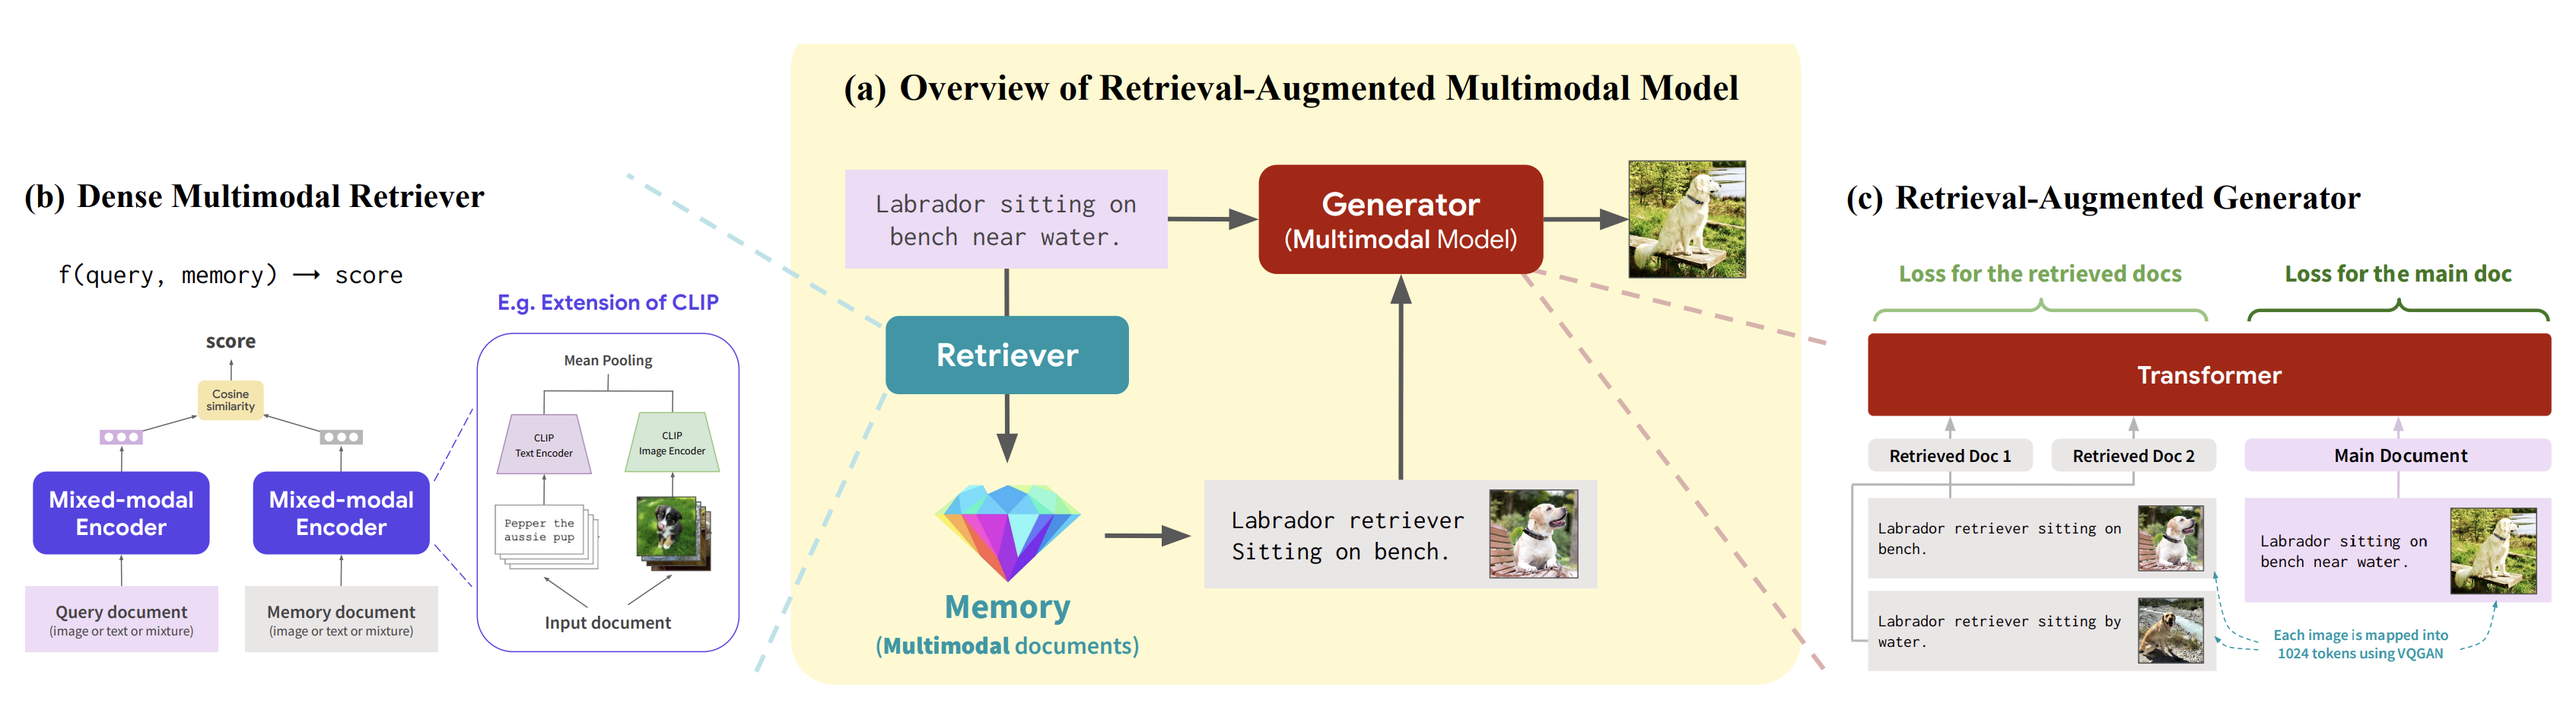 (a) Overview of Retrieval-Augmented Multimodal Model
Labrador sitting on
bench near water.
Generator
(Multimodal Model)
Retriever
Memory
(Multimodal documents)
Labrador retriever
Sitting on bench.
(b) Dense Multimodal Retriever
f(query, memory) → score
score
Cosine
similarity
Mixed-modal
Encoder
Mixed-modal
Encoder
Query document
(image or text or mixture)
Memory document
(image or text or mixture)
E.g. Extension of CLIP
Mean Pooling
CLIP
Text Encoder
CLIP
Image Encoder
Pepper the
aussie pup
Input document
(c) Retrieval-Augmented Generator
Loss for the retrieved docs
Loss for the main doc
Transformer
Retrieved Doc 1
Retrieved Doc 2
Main Document
Labrador retriever sitting on
bench.
Labrador retriever sitting by
water.
Labrador sitting on
bench near water.
Each image is mapped into
1024 tokens using VQGAN